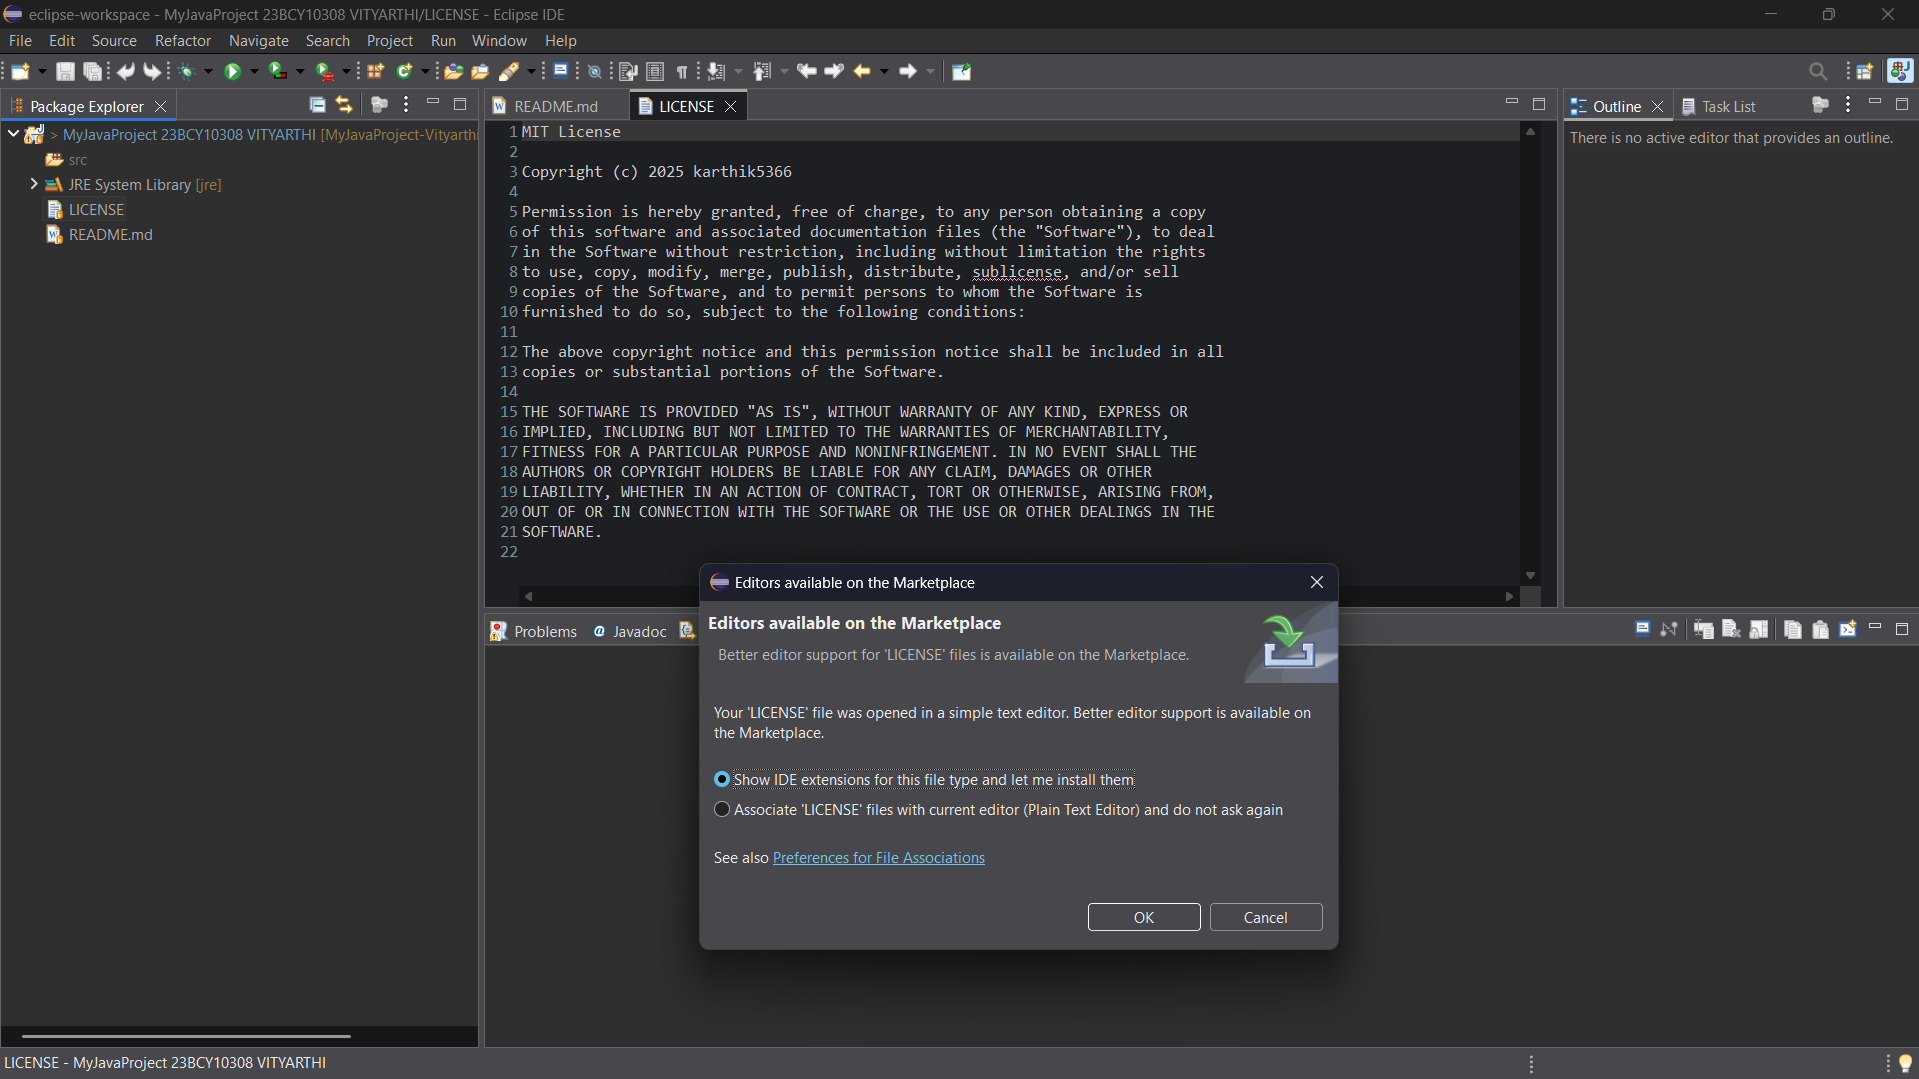 eclipse-workspace - MyJavaProject 23BCY10308 VITYARTHI/LICENSE - Eclipse IDE
File Edit Source Refactor Navigate Search Project Run Window Help
Package Explorer
> MyJavaProject 23BCY10308 VITYARTHI [MyJavaProject-Vityarthi
src
JRE System Library [jre]
LICENSE
README.md
README.md
LICENSE
1 MIT License
2
3 Copyright (c) 2025 karthik5366
4
5 Permission is hereby granted, free of charge, to any person obtaining a copy
6 of this software and associated documentation files (the "Software"), to deal
7 in the Software without restriction, including without limitation the rights
8 to use, copy, modify, merge, publish, distribute, sublicense, and/or sell
9 copies of the Software, and to permit persons to whom the Software is
10 furnished to do so, subject to the following conditions:
11
12 The above copyright notice and this permission notice shall be included in all
13 copies or substantial portions of the Software.
14
15 THE SOFTWARE IS PROVIDED "AS IS", WITHOUT WARRANTY OF ANY KIND, EXPRESS OR
16 IMPLIED, INCLUDING BUT NOT LIMITED TO THE WARRANTIES OF MERCHANTABILITY,
17 FITNESS FOR A PARTICULAR PURPOSE AND NONINFRINGEMENT. IN NO EVENT SHALL THE
18 AUTHORS OR COPYRIGHT HOLDERS BE LIABLE FOR ANY CLAIM, DAMAGES OR OTHER
19 LIABILITY, WHETHER IN AN ACTION OF CONTRACT, TORT OR OTHERWISE, ARISING FROM,
20 OUT OF OR IN CONNECTION WITH THE SOFTWARE OR THE USE OR OTHER DEALINGS IN THE
21 SOFTWARE.
22
Outline
Task List
There is no active editor that provides an outline.
Problems
@ Javadoc
Editors available on the Marketplace
Editors available on the Marketplace
Better editor support for 'LICENSE' files is available on the Marketplace.
Your 'LICENSE' file was opened in a simple text editor. Better editor support is available on
the Marketplace.
Show IDE extensions for this file type and let me install them
Associate 'LICENSE' files with current editor (Plain Text Editor) and do not ask again
See also Preferences for File Associations
OK
Cancel
LICENSE - MyJavaProject 23BCY10308 VITYARTHI